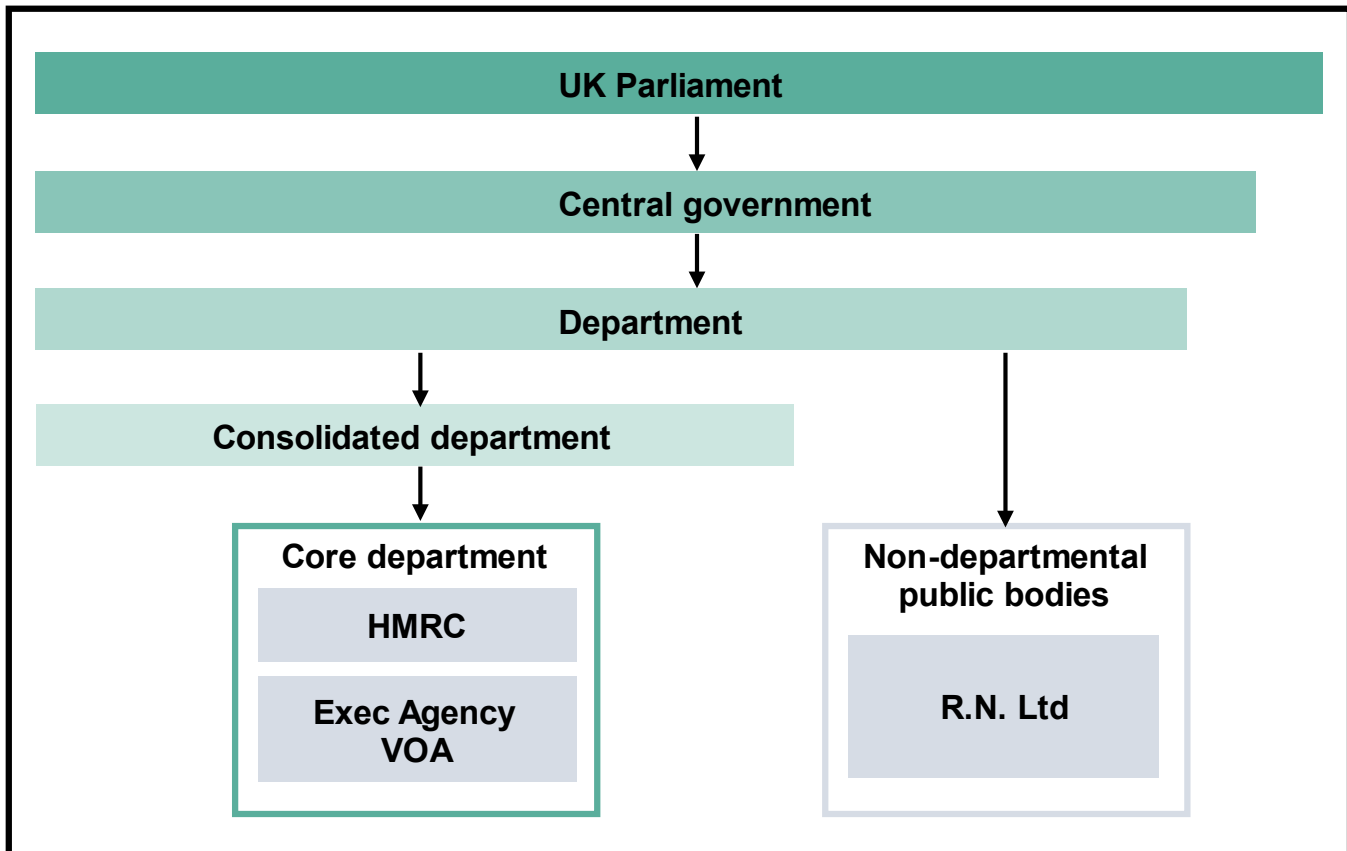 UK Parliament
Central government
Department
Consolidated department
Core department
HMRC
Exec Agency
VOA
Non-departmental
public bodies
R.N. Ltd